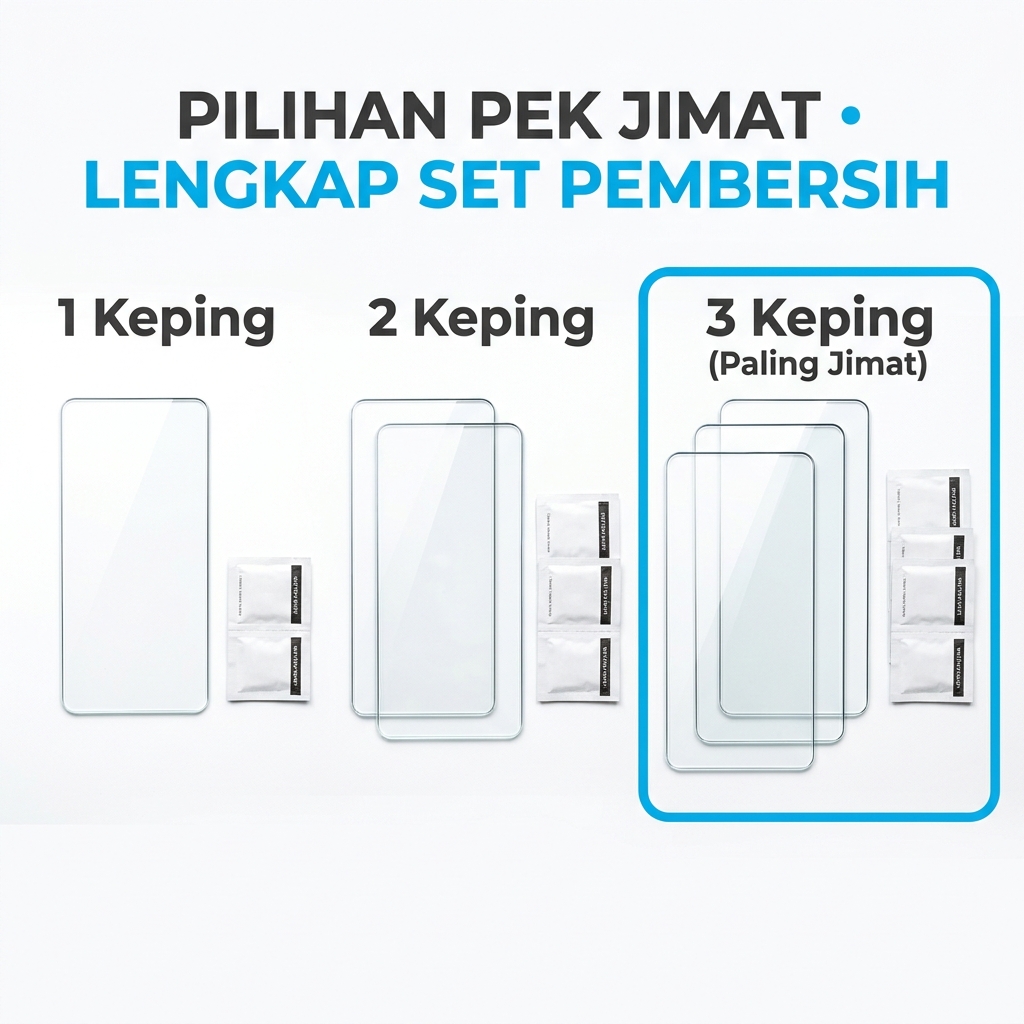 PILIHAN PEK JIMAT •
LENGKAP SET PEMBERSIH
1 Keping
2 Keping
3 Keping
(Paling Jimat)